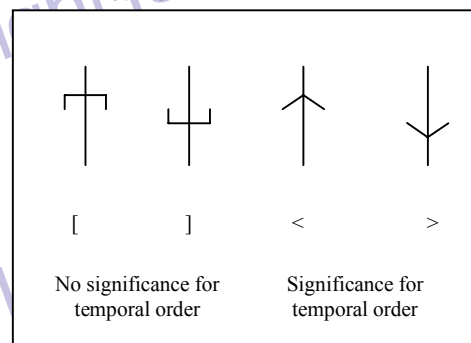 [ ] < >
No significance for temporal order
Significance for temporal order